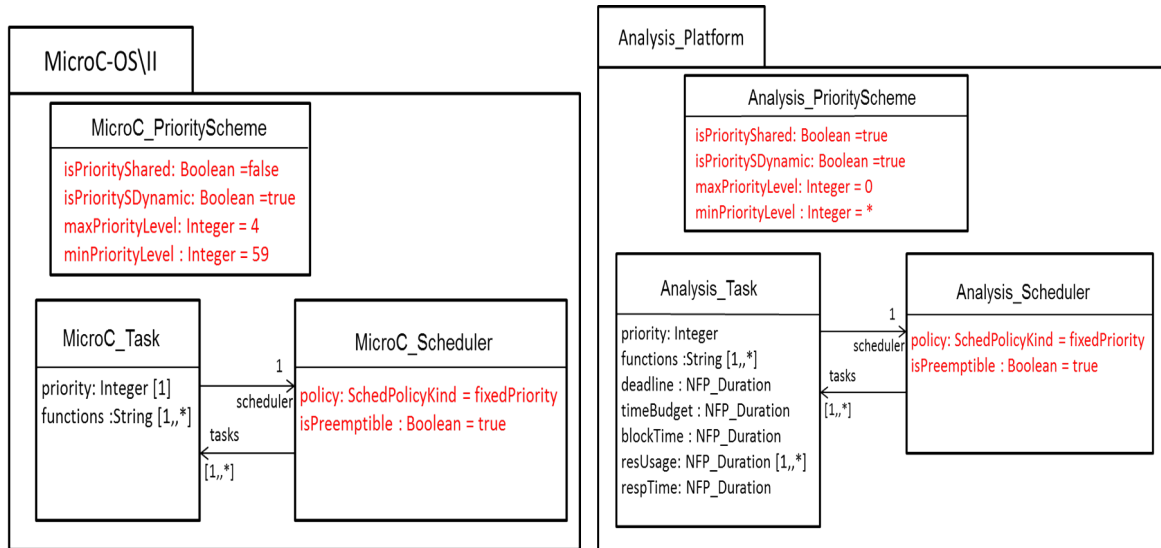 MicroC-OS\II
MicroC_PriorityScheme
isPriorityShared: Boolean =false
isPrioritySDynamic: Boolean =true
maxPriorityLevel: Integer = 4
minPriorityLevel : Integer = 59
MicroC_Task
priority: Integer [1]
functions :String [1,,*]
1
scheduler
tasks
[1,,*]
MicroC_Scheduler
policy: SchedPolicyKind = fixedPriority
isPreemptible : Boolean = true
Analysis_Platform
Analysis_PriorityScheme
isPriorityShared: Boolean =true
isPrioritySDynamic: Boolean =true
maxPriorityLevel: Integer = 0
minPriorityLevel : Integer = *
Analysis_Task
priority: Integer
functions :String [1,,*]
deadline : NFP_Duration
timeBudget : NFP_Duration
blockTime : NFP_Duration
resUsage: NFP_Duration [1,,*]
respTime: NFP_Duration
1
scheduler
tasks
[1,,*]
Analysis_Scheduler
policy: SchedPolicyKind = fixedPriority
isPreemptible : Boolean = true